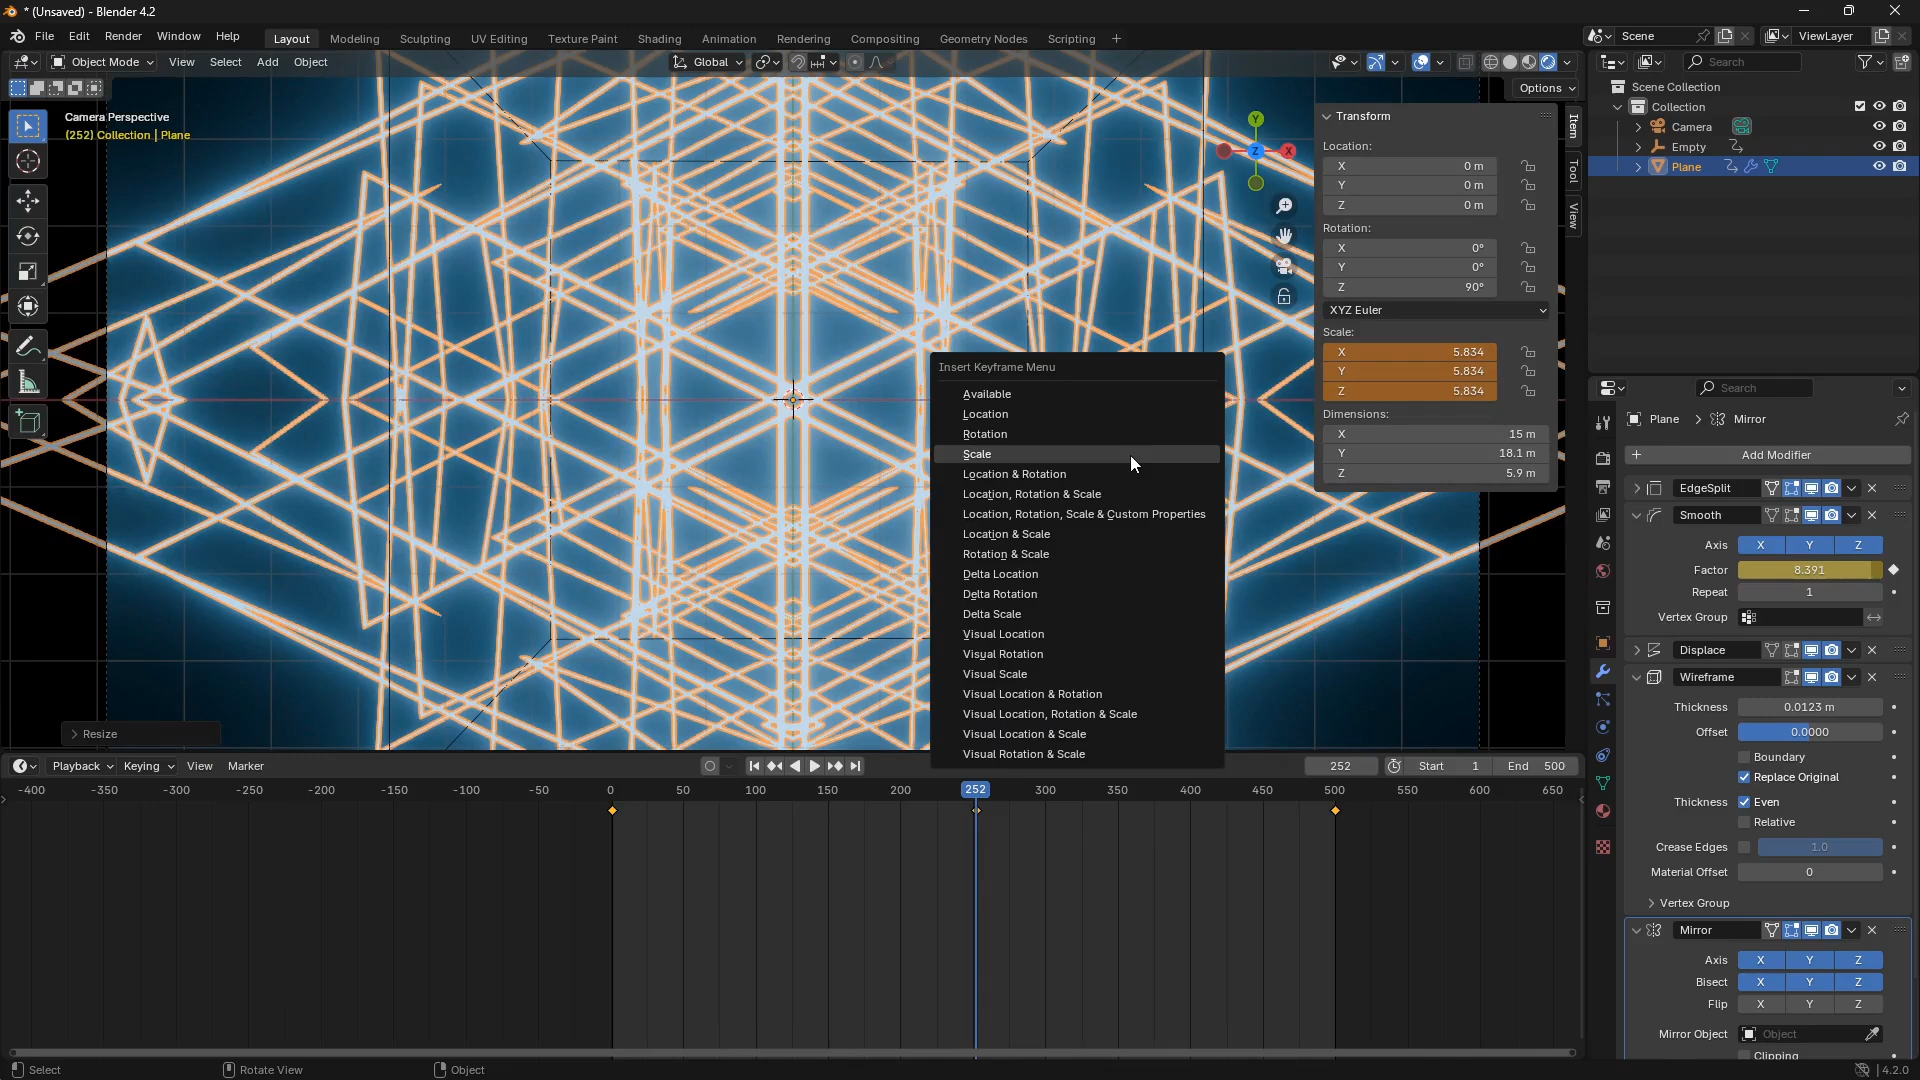 * (Unsaved) - Blender 4.2
File Edit Render Window Help Layout Modeling Sculpting UV Editing Texture Paint Shading Animation Rendering Compositing Geometry Nodes Scripting + Scene ViewLayer
Object Mode View Select Add Object Global Search
Options
Camera Perspective
(252) Collection | Plane
Y
X
Z
Transform
Location:
X 0 m
Y 0 m
Z 0 m
Rotation:
X 0°
Y 0°
Z 90°
XYZ Euler
Scale:
X 5.834
Y 5.834
Z 5.834
Dimensions:
X 15 m
Y 18.1 m
Z 5.9 m
Item
Tool
View
Insert Keyframe Menu
Available
Location
Rotation
Scale
Location & Rotation
Location, Rotation & Scale
Location, Rotation, Scale & Custom Properties
Location & Scale
Rotation & Scale
Delta Location
Delta Rotation
Delta Scale
Visual Location
Visual Rotation
Visual Scale
Visual Location & Rotation
Visual Location, Rotation & Scale
Visual Location & Scale
Visual Rotation & Scale
Resize
Scene Collection
Collection
Camera
Empty
Plane
Search
Plane > Mirror
+ Add Modifier
EdgeSplit
Smooth
Axis X Y Z
Factor 8.391
Repeat 1
Vertex Group
Displace
Wireframe
Thickness 0.0123 m
Offset 0.0000
Boundary
Replace Original
Thickness Even
Relative
Crease Edges 1.0
Material Offset 0
Vertex Group
Mirror
Axis X Y Z
Bisect X Y Z
Flip X Y Z
Mirror Object Object
Clipping
Playback Keying View Marker 252 Start 1 End 500
-400 -350 -300 -250 -200 -150 -100 -50 0 50 100 150 200 252 300 350 400 450 500 550 600 650
Select Rotate View Object 4.2.0